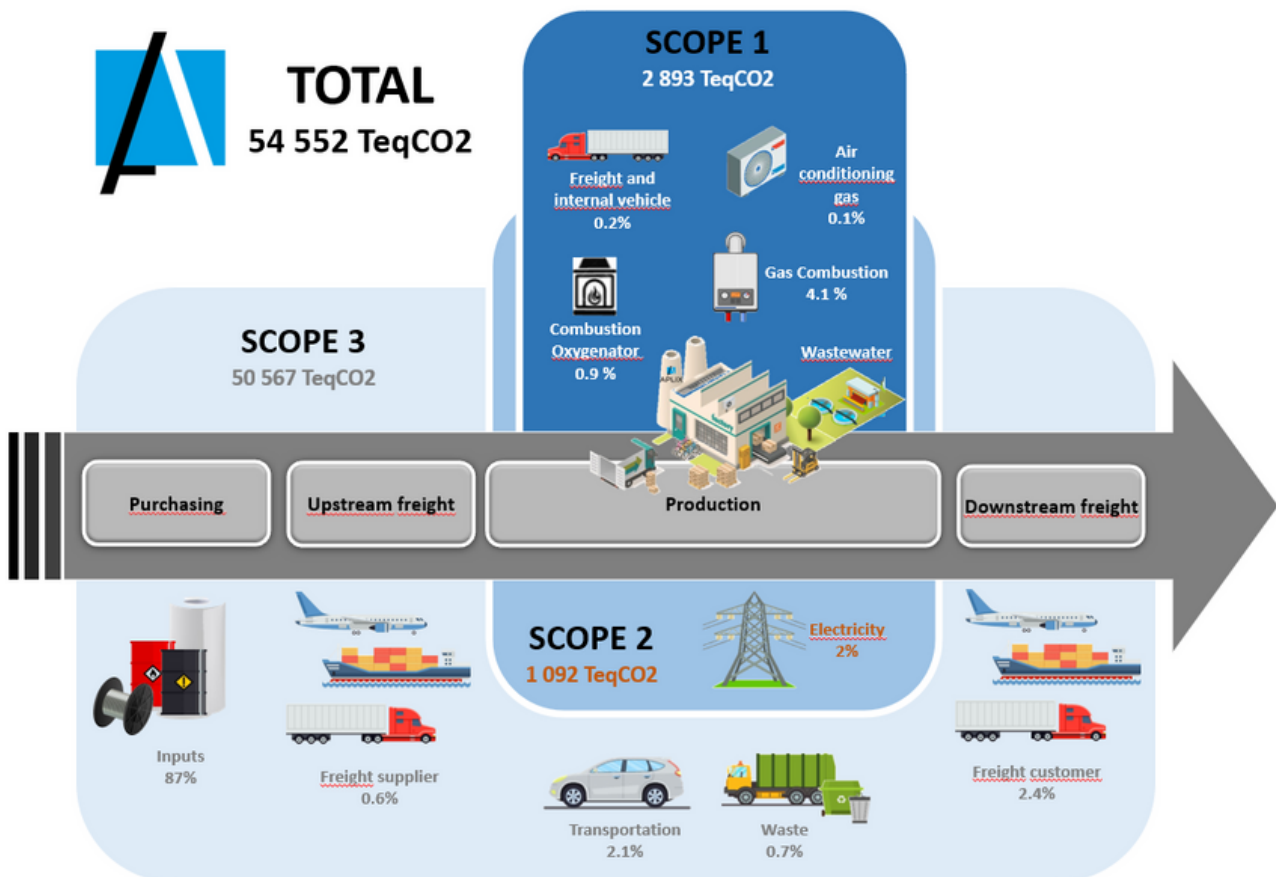 TOTAL
54 552 TeqCO2
SCOPE 1
2 893 TeqCO2
Freight and
internal vehicle
0.2%
Air
conditioning
gas
0.1%
Combustion
Oxygenator
0.9 %
Gas Combustion
4.1 %
Wastewater
APLIX
factory
SCOPE 3
50 567 TeqCO2
Purchasing
Upstream freight
Production
Downstream freight
SCOPE 2
1 092 TeqCO2
Electricity
2%
Inputs
87%
Freight supplier
0.6%
Transportation
2.1%
Waste
0.7%
Freight customer
2.4%